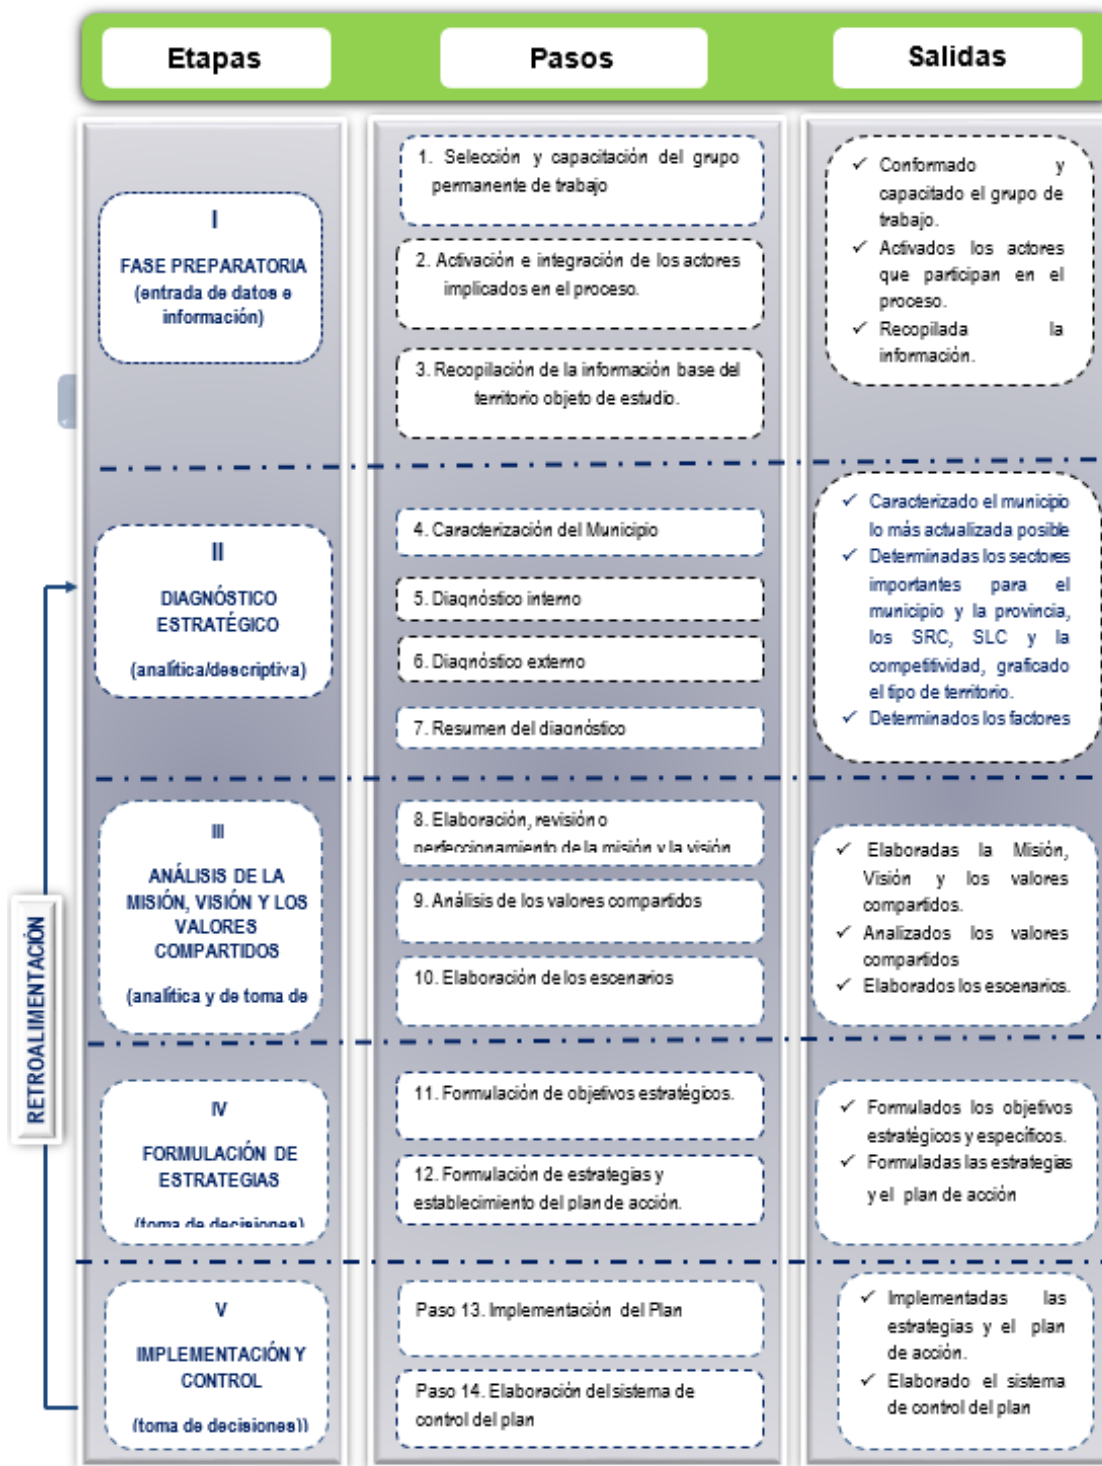 Etapas
Pasos
Salidas
I
FASE PREPARATORIA
(entrada de datos e
información)
1. Selección y capacitación del grupo
permanente de trabajo
2. Activación e integración de los actores
implicados en el proceso.
3. Recopilación de la información base del
territorio objeto de estudio.
✓ Conformado y
capacitado el grupo de
trabajo.
✓ Activados los actores
que participan en el
proceso.
✓ Recopilada la
información.
II
DIAGNÓSTICO
ESTRATÉGICO
(analítica/descriptiva)
4. Caracterización del Municipio
5. Diagnóstico interno
6. Diagnóstico externo
7. Resumen del diagnóstico
✓ Caracterizado el municipio
lo más actualizada posible
✓ Determinadas los sectores
importantes para el
municipio y la provincia,
los SRC, SLC y la
competitividad, graficado
el tipo de territorio.
✓ Determinados los factores
III
ANÁLISIS DE LA
MISIÓN, VISIÓN Y LOS
VALORES
COMPARTIDOS
(analítica y de toma de
8. Elaboración, revisión o
perfeccionamiento de la misión y la visión
9. Análisis de los valores compartidos
10. Elaboración de los escenarios
✓ Elaboradas la Misión,
Visión y los valores
compartidos.
✓ Analizados los valores
compartidos
✓ Elaborados los escenarios.
RETROALIMENTACIÓN
IV
FORMULACIÓN DE
ESTRATEGIAS
(toma de decisiones)
11. Formulación de objetivos estratégicos.
12. Formulación de estrategias y
establecimiento del plan de acción.
✓ Formulados los objetivos
estratégicos y específicos.
✓ Formuladas las estrategias
y el plan de acción
V
IMPLEMENTACIÓN Y
CONTROL
(toma de decisiones))
Paso 13. Implementación del Plan
Paso 14. Elaboración del sistema de
control del plan
✓ Implementadas las
estrategias y el plan
de acción.
✓ Elaborado el sistema
de control del plan